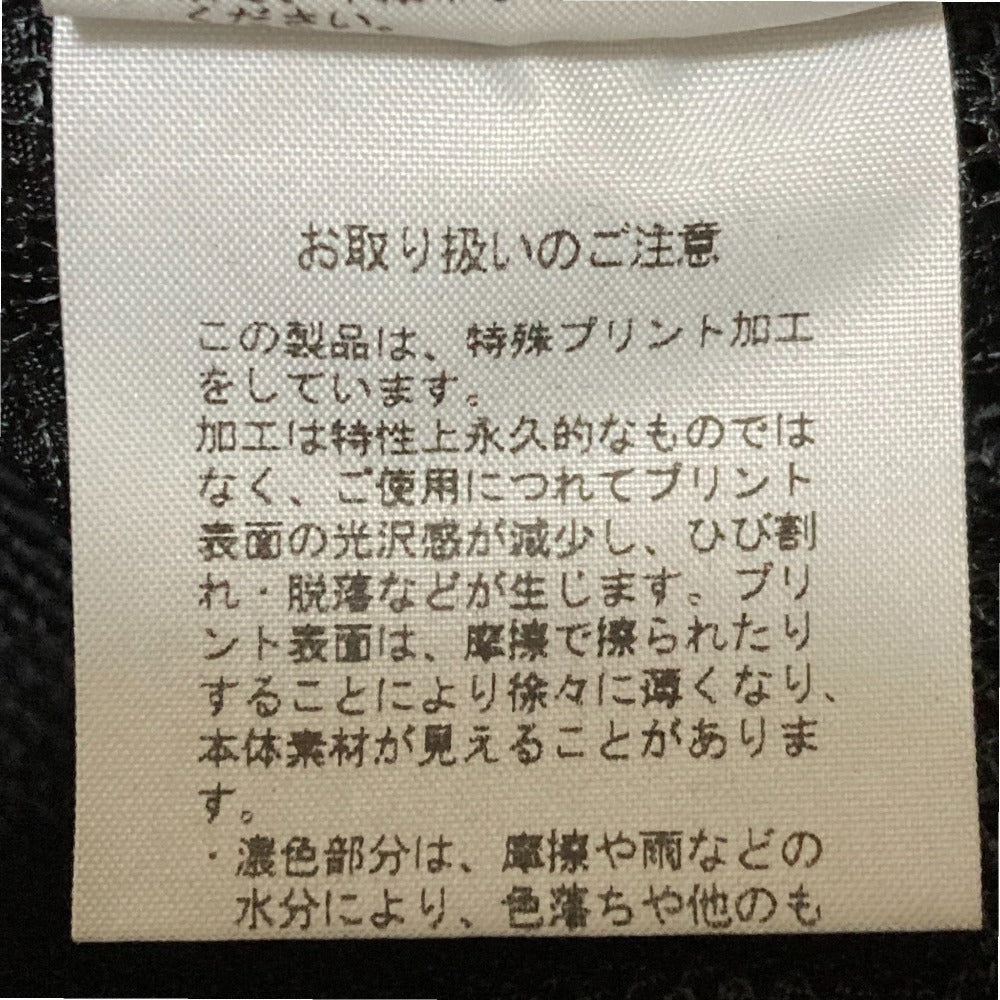 ください。
お取り扱いのご注意
この製品は、特殊プリント加工
をしています。
加工は特性上永久的なものでは
なく、ご使用につれてプリント
表面の光沢感が減少し、ひび割
れ・脱落などが生じます。プリ
ント表面は、摩擦で擦られたり
することにより徐々に薄くなり、
本体素材が見えることがありま
す。
・濃色部分は、摩擦や雨などの
水分により、色落ちや他のも